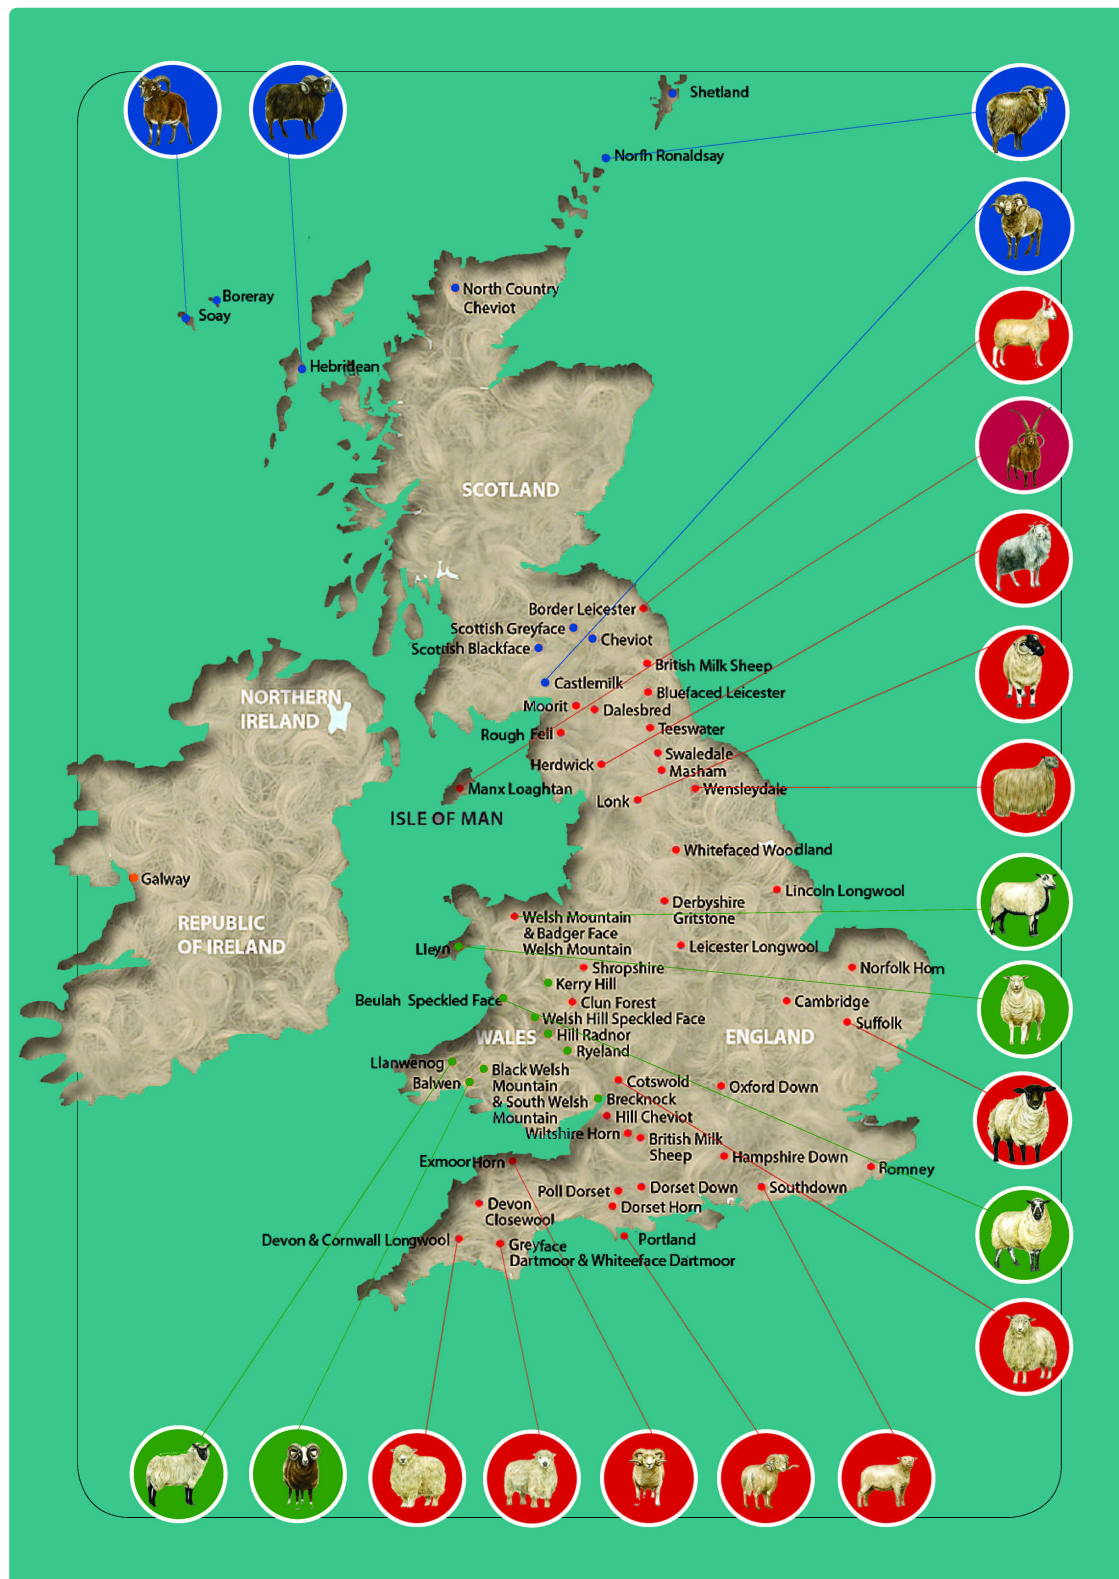 Shetland
Norfh Ronaldsay
North Country
Cheviot
Boreray
Soay
Hebridean
SCOTLAND
Border Leicester
Scottish Greyface
Cheviot
Scottish Blackface
British Milk Sheep
Castlemilk
Bluefaced Leicester
Moorit
Dalesbred
NORTHERN
IRELAND
Teeswater
Rough Fell
Swaledale
Herdwick
Masham
Manx Loaghtan
Wensleydale
Lonk
ISLE OF MAN
Whitefaced Woodland
Galway
Lincoln Longwool
Derbyshire
Gritstone
REPUBLIC
OF IRELAND
Welsh Mountain
& Badger Face
Welsh Mountain
Lleyn
Leicester Longwool
Shropshire
Norfolk Horn
Kerry Hill
Beulah Speckled Face
Clun Forest
Cambridge
Welsh Hill Speckled Face
Suffolk
WALES
Hill Radnor
ENGLAND
Ryeland
Llanwenog
Black Welsh
Mountain
& South Welsh
Mountain
Balwen
Cotswold
Oxford Down
Brecknock
Hill Cheviot
Wiltshire Horn
British Milk
Sheep
Hampshire Down
Exmoor Horn
Romney
Poll Dorset
Dorset Down
Southdown
Devon
Closewool
Dorset Horn
Devon & Cornwall Longwool
Portland
Greyface
Dartmoor & Whiteeface Dartmoor